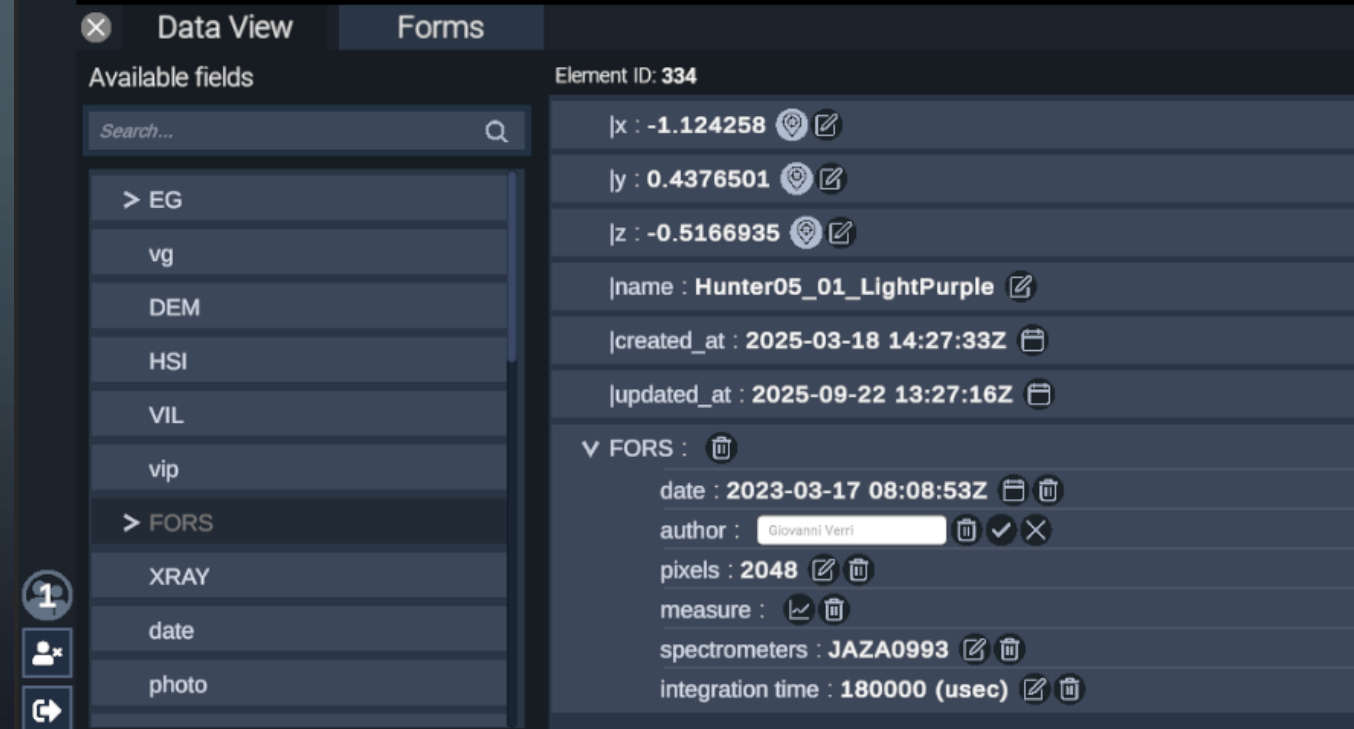 Data View
Forms
Available fields
Search...
> EG
vg
DEM
HSI
VIL
vip
> FORS
XRAY
date
photo
1
Element ID: 334
|x : -1.124258
|y : 0.4376501
|z : -0.5166935
|name : Hunter05_01_LightPurple
|created_at : 2025-03-18 14:27:33Z
|updated_at : 2025-09-22 13:27:16Z
FORS :
date : 2023-03-17 08:08:53Z
author : Giovanni Verri
pixels : 2048
measure :
spectrometers : JAZA0993
integration time : 180000 (usec)